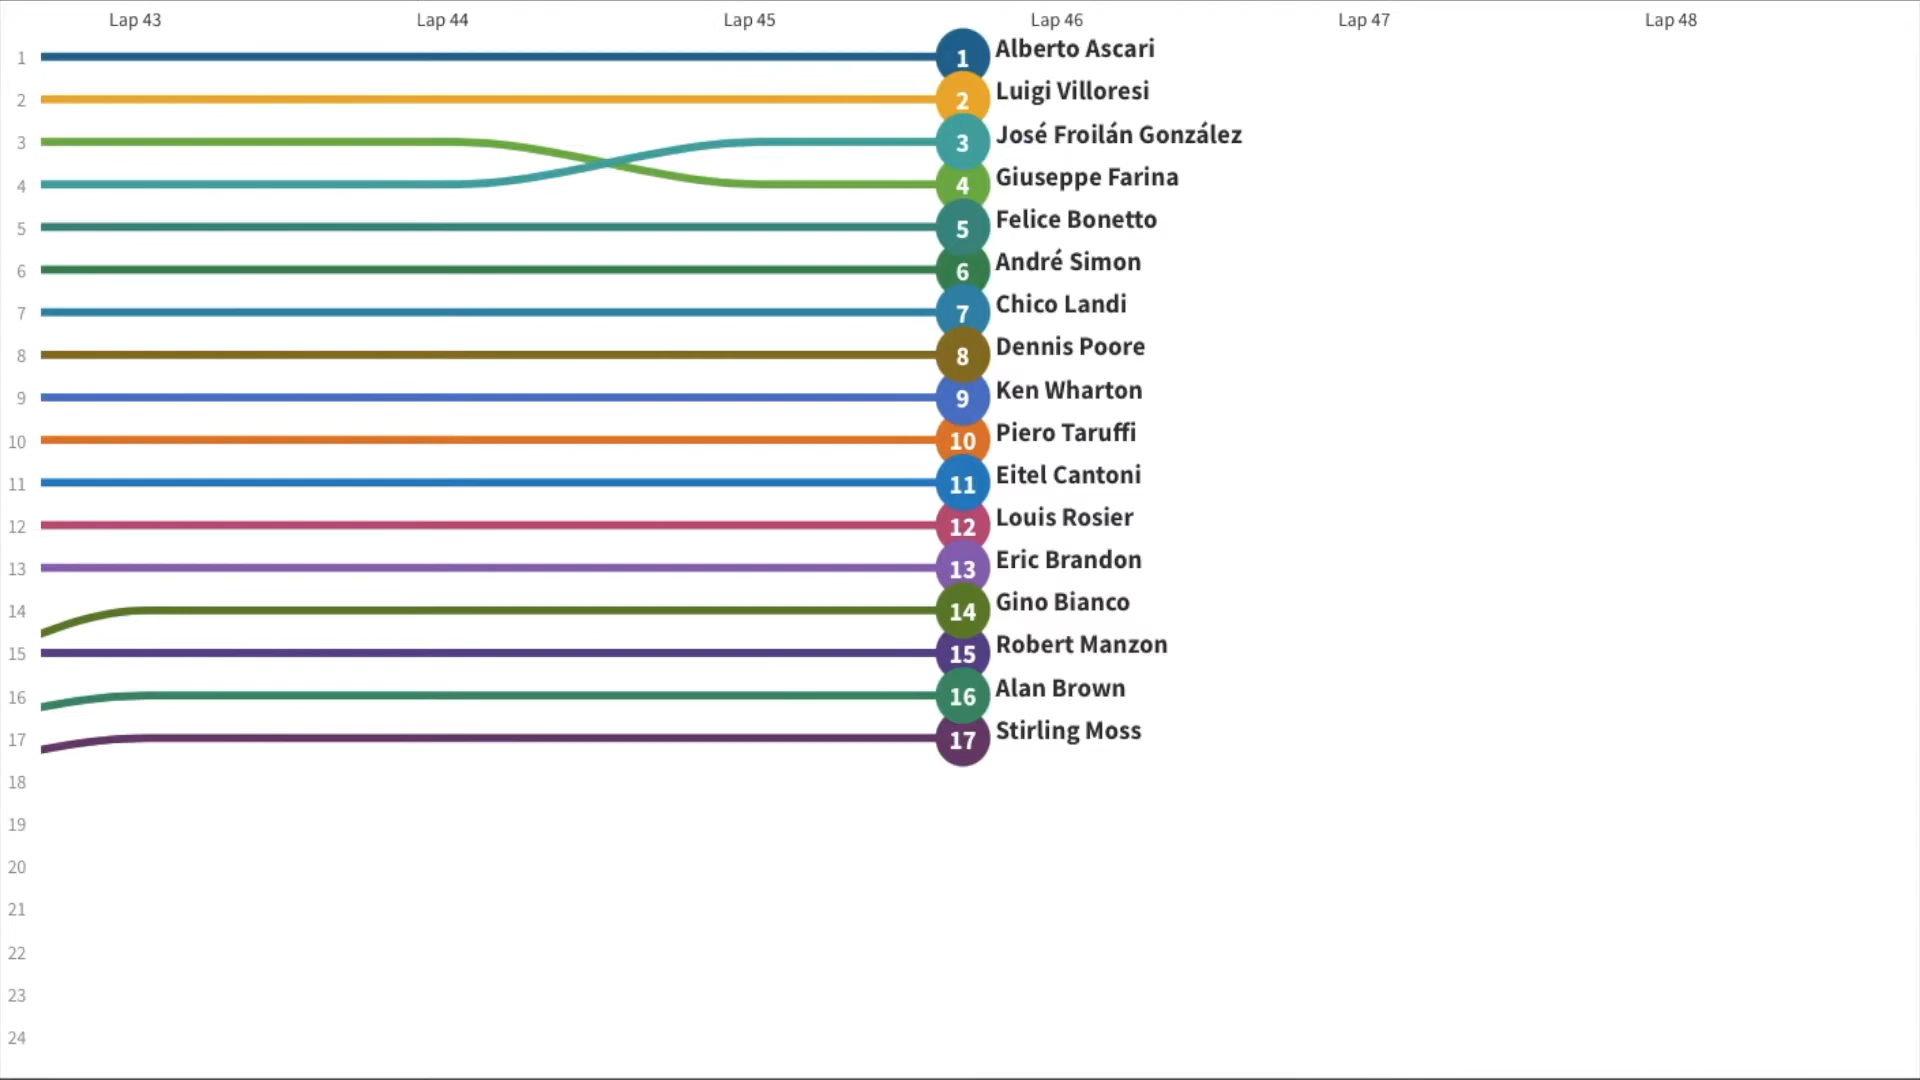 Lap 43 Lap 44 Lap 45 Lap 46 Lap 47 Lap 48
1 1 Alberto Ascari
2 2 Luigi Villoresi
3 3 José Froilán González
4 4 Giuseppe Farina
5 5 Felice Bonetto
6 6 André Simon
7 7 Chico Landi
8 8 Dennis Poore
9 9 Ken Wharton
10 10 Piero Taruffi
11 11 Eitel Cantoni
12 12 Louis Rosier
13 13 Eric Brandon
14 14 Gino Bianco
15 15 Robert Manzon
16 16 Alan Brown
17 17 Stirling Moss
18
19
20
21
22
23
24